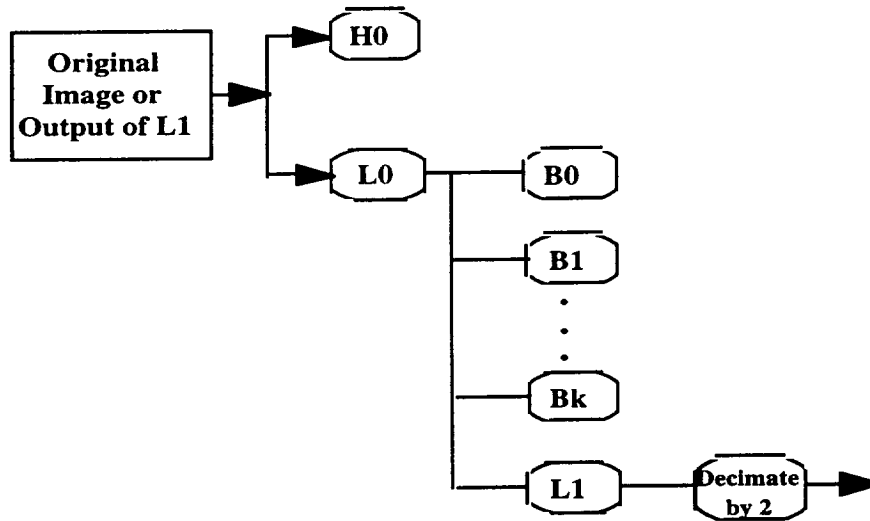 Original
Image or
Output of L1
H0
L0
B0
B1
Bk
L1
Decimate
by 2